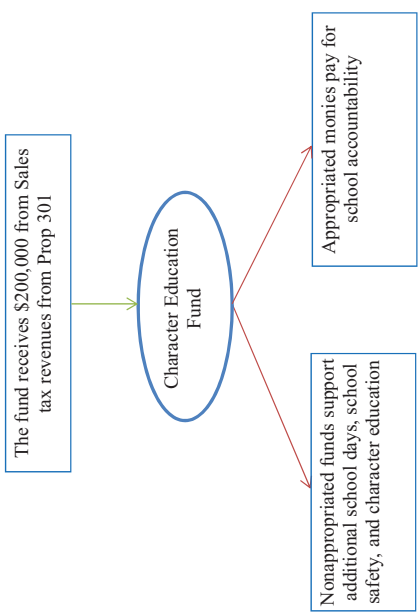 The fund receives $200,000 from Sales
tax revenues from Prop 301
Character Education
Fund
Nonappropriated funds support
additional school days, school
safety, and character education
Appropriated monies pay for
school accountability